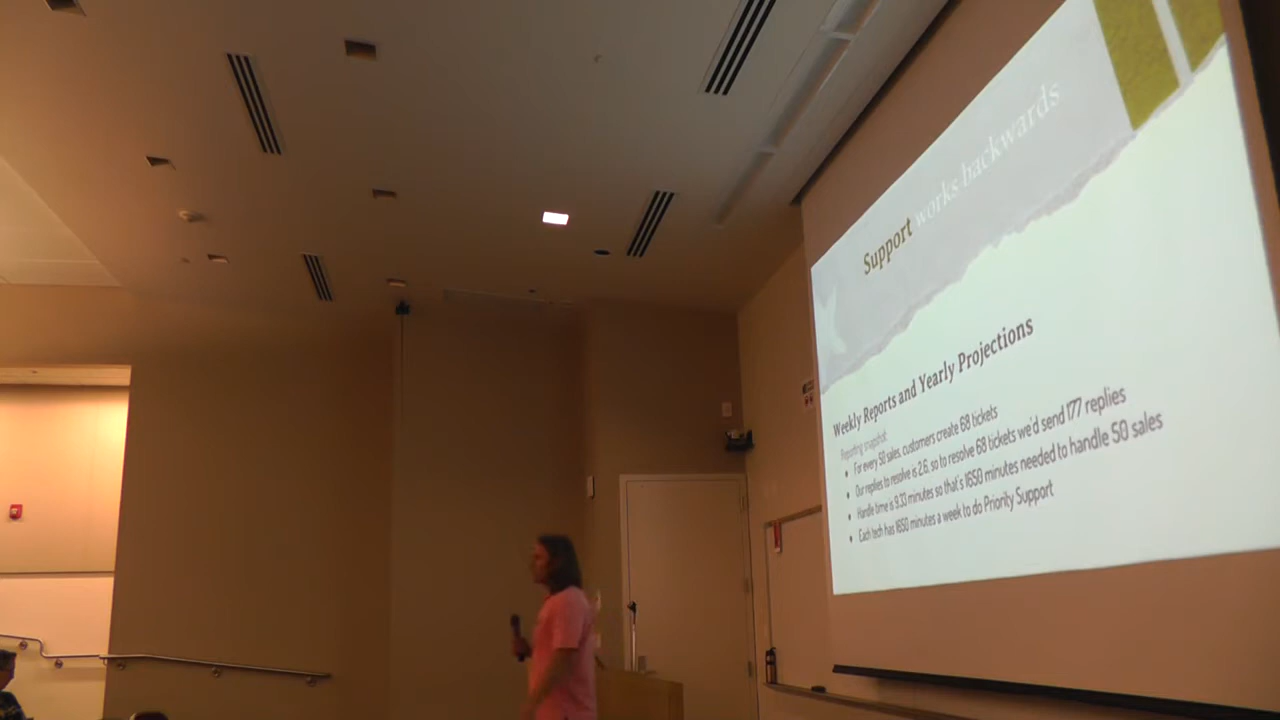 Support works backwards
Weekly Reports and Yearly Projections
Reporting snapshot:
For every 50 sales, customers create 68 tickets
Our replies to resolve is 2.6, so to resolve 68 tickets we'd send 177 replies
Handle time is 9.33 minutes so that's 1650 minutes needed to handle 50 sales
Each tech has 1650 minutes a week to do Priority Support